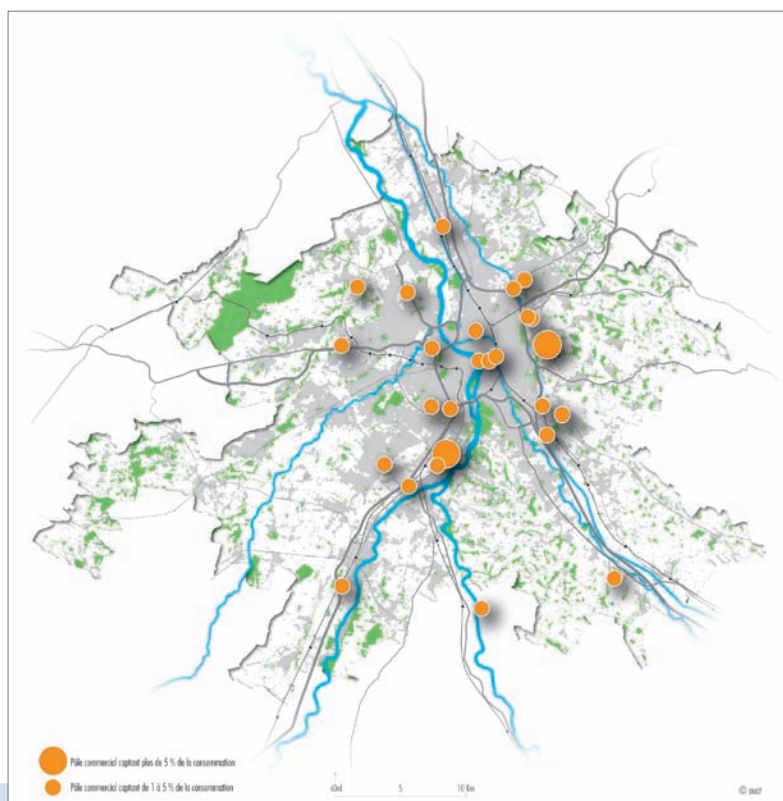 Pôle commercial captant plus de 5 % de la consommation
Pôle commercial captant de 1 à 5 % de la consommation
5 10 Km